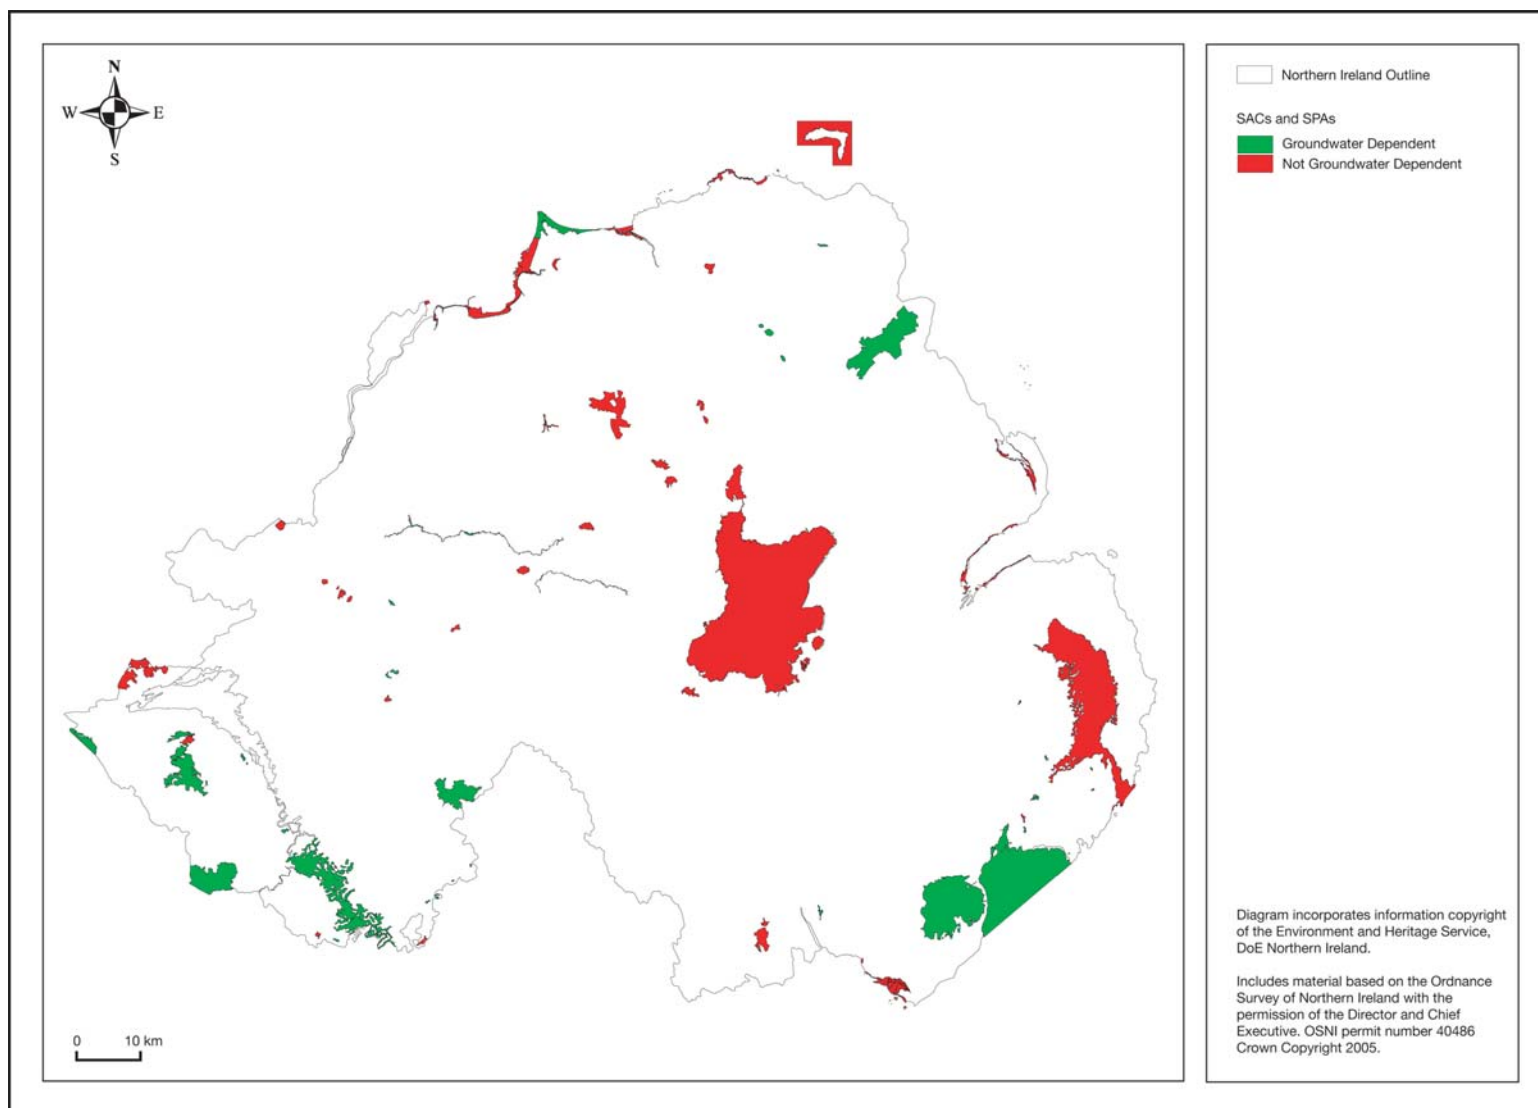 N
W E
S
0 10 km
Northern Ireland Outline
SACs and SPAs
Groundwater Dependent
Not Groundwater Dependent
Diagram incorporates information copyright
of the Environment and Heritage Service,
DoE Northern Ireland.
Includes material based on the Ordnance
Survey of Northern Ireland with the
permission of the Director and Chief
Executive. OSNI permit number 40486
Crown Copyright 2005.